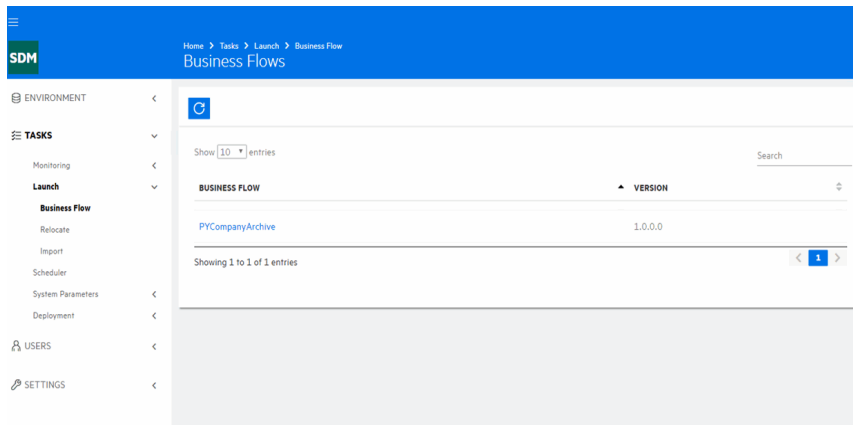 SDM
Home > Tasks > Launch > Business Flow
Business Flows
ENVIRONMENT
TASKS
Monitoring
Launch
Business Flow
Relocate
Import
Scheduler
System Parameters
Deployment
USERS
SETTINGS
Show 10 entries
Search
BUSINESS FLOW VERSION
PYCompanyArchive 1.0.0.0
Showing 1 to 1 of 1 entries
1